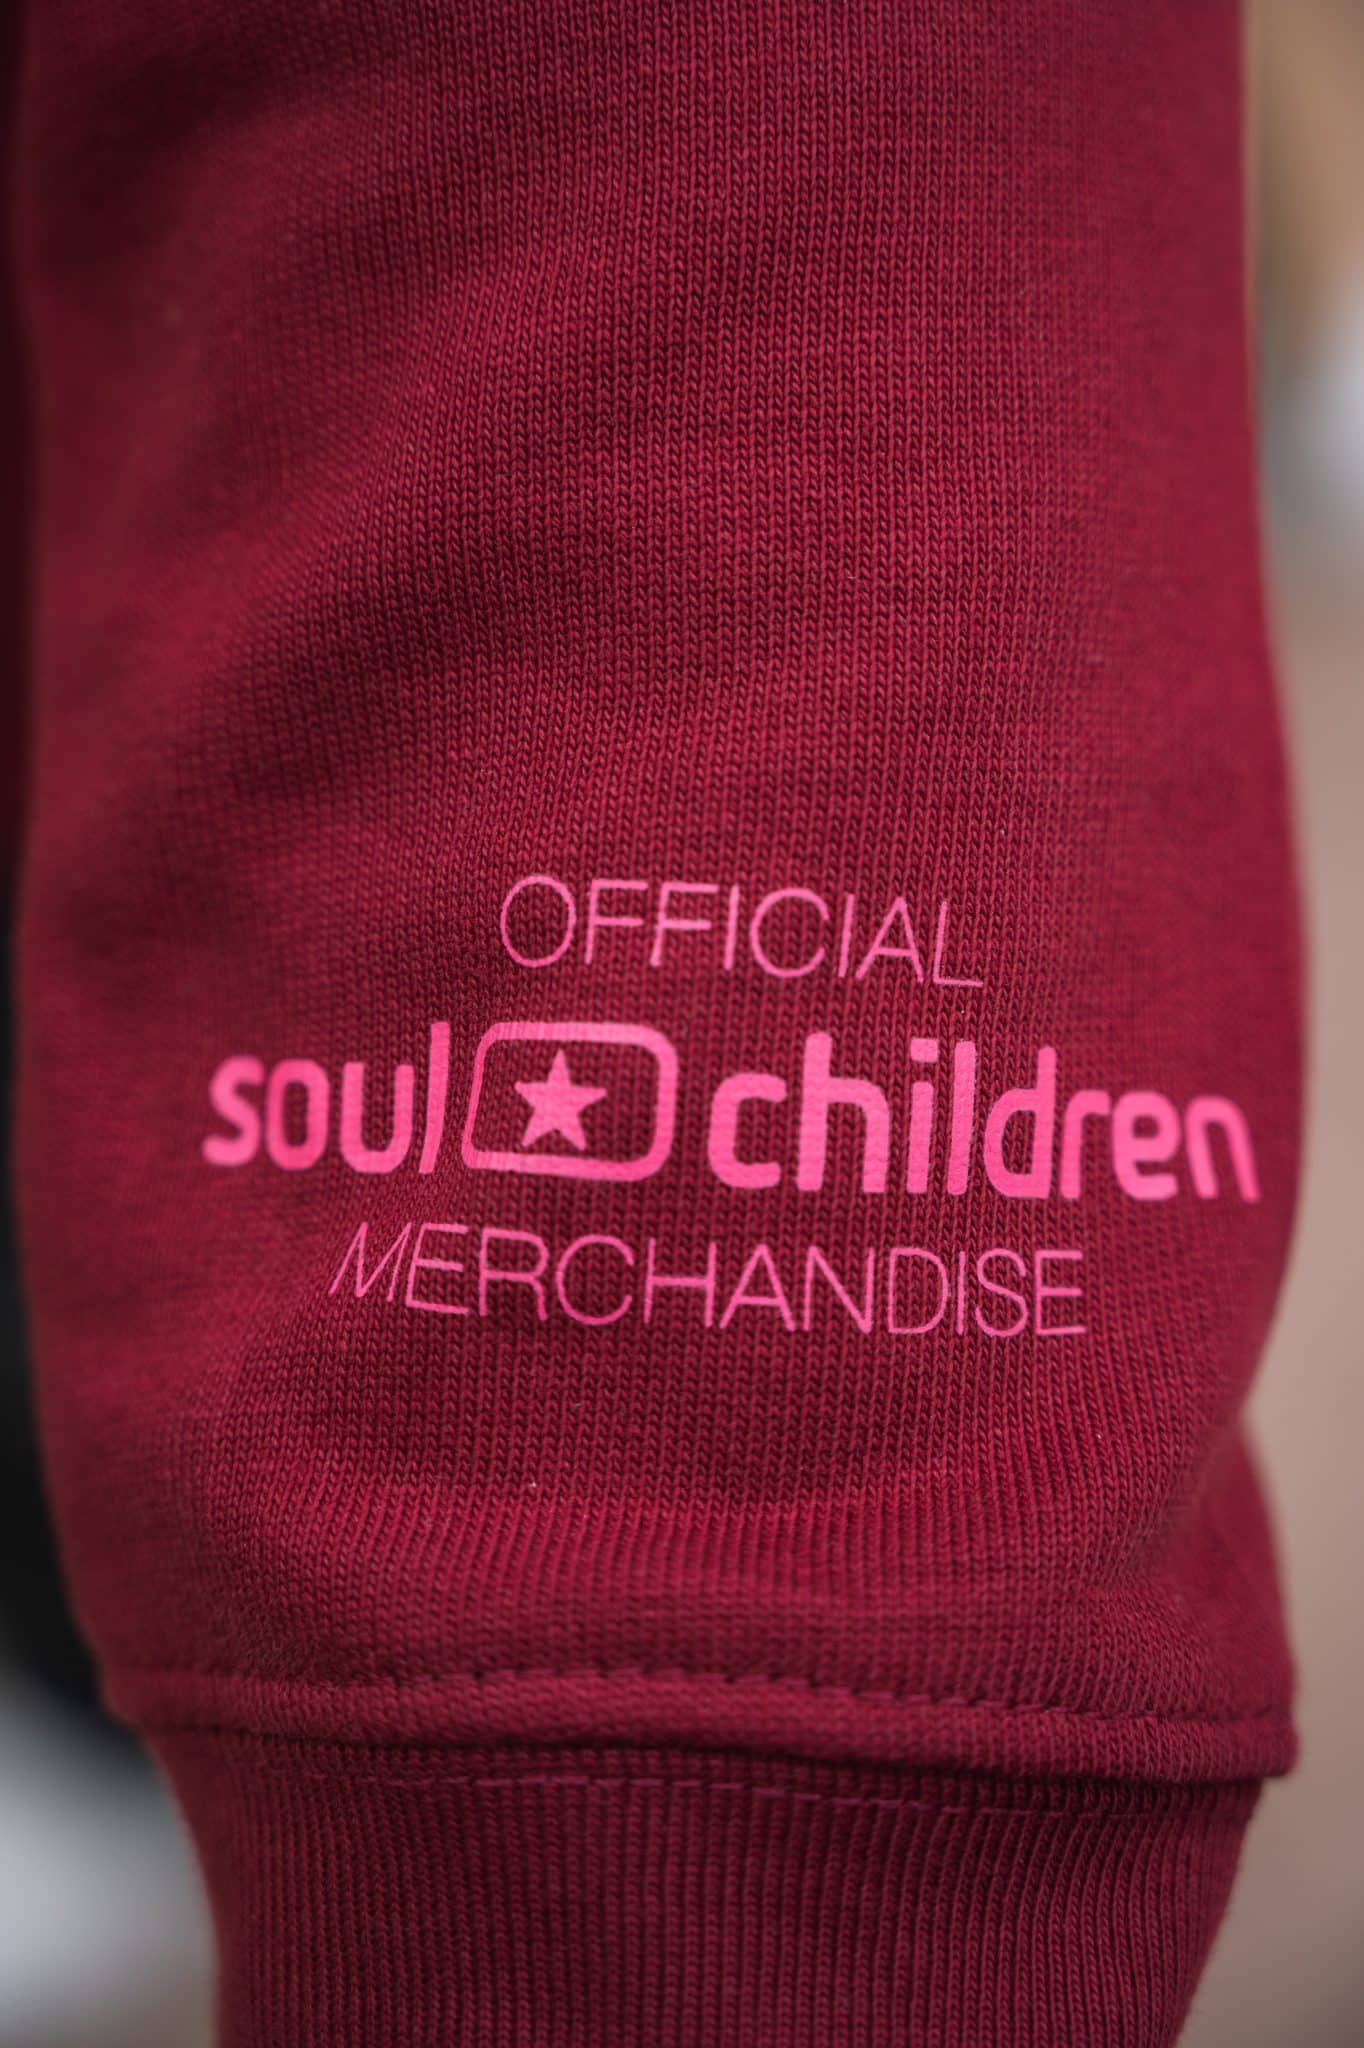 OFFICIAL
soul children
MERCHANDISE